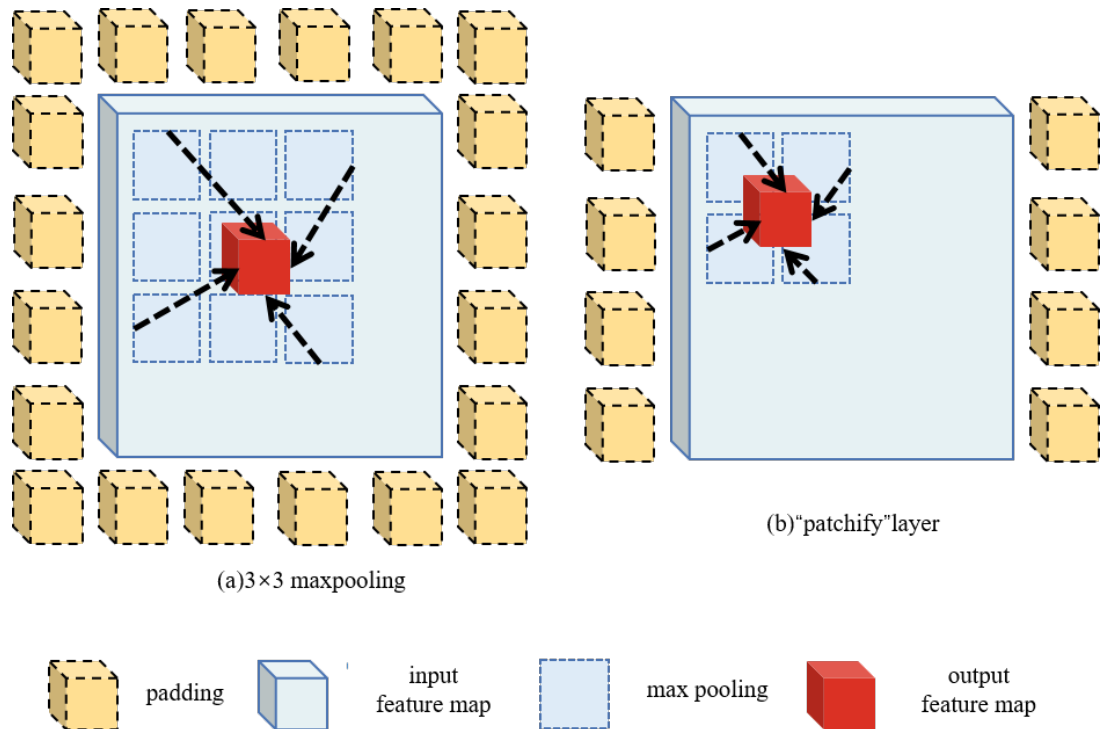 (b)“patchify”layer
(a)3×3 maxpooling
padding
input
feature map
max pooling
output
feature map